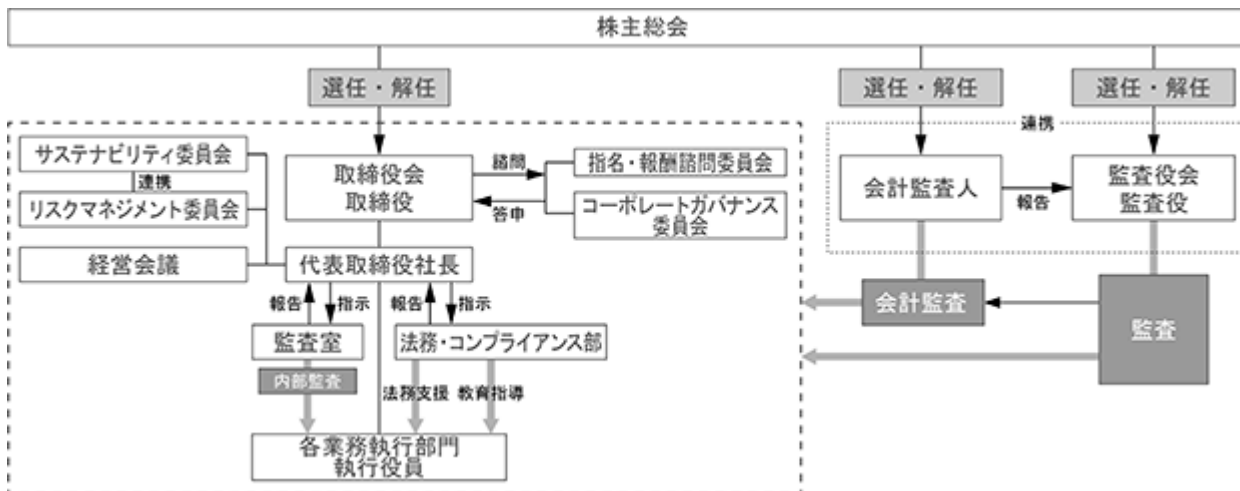 株主総会
選任・解任
選任・解任
選任・解任
連携
サステナビリティ委員会
連携
リスクマネジメント委員会
経営会議
取締役会
取締役
諮問
答申
指名・報酬諮問委員会
コーポレートガバナンス
委員会
会計監査人
報告
監査役会
監査役
代表取締役社長
報告
指示
報告
指示
監査室
法務・コンプライアンス部
内部監査
法務支援
教育指導
各業務執行部門
執行役員
会計監査
監査